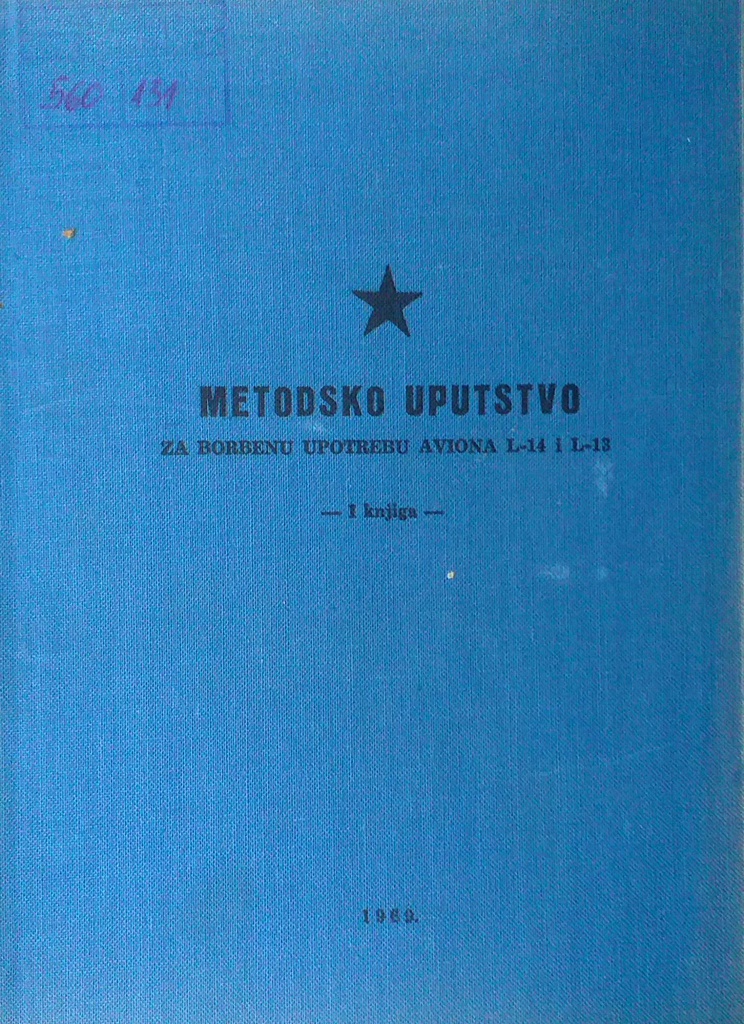 560 131
METODSKO UPUTSTVO
ZA BORBENU UPOTREBU AVIONA L-14 i L-13
— I knjiga —
1969.